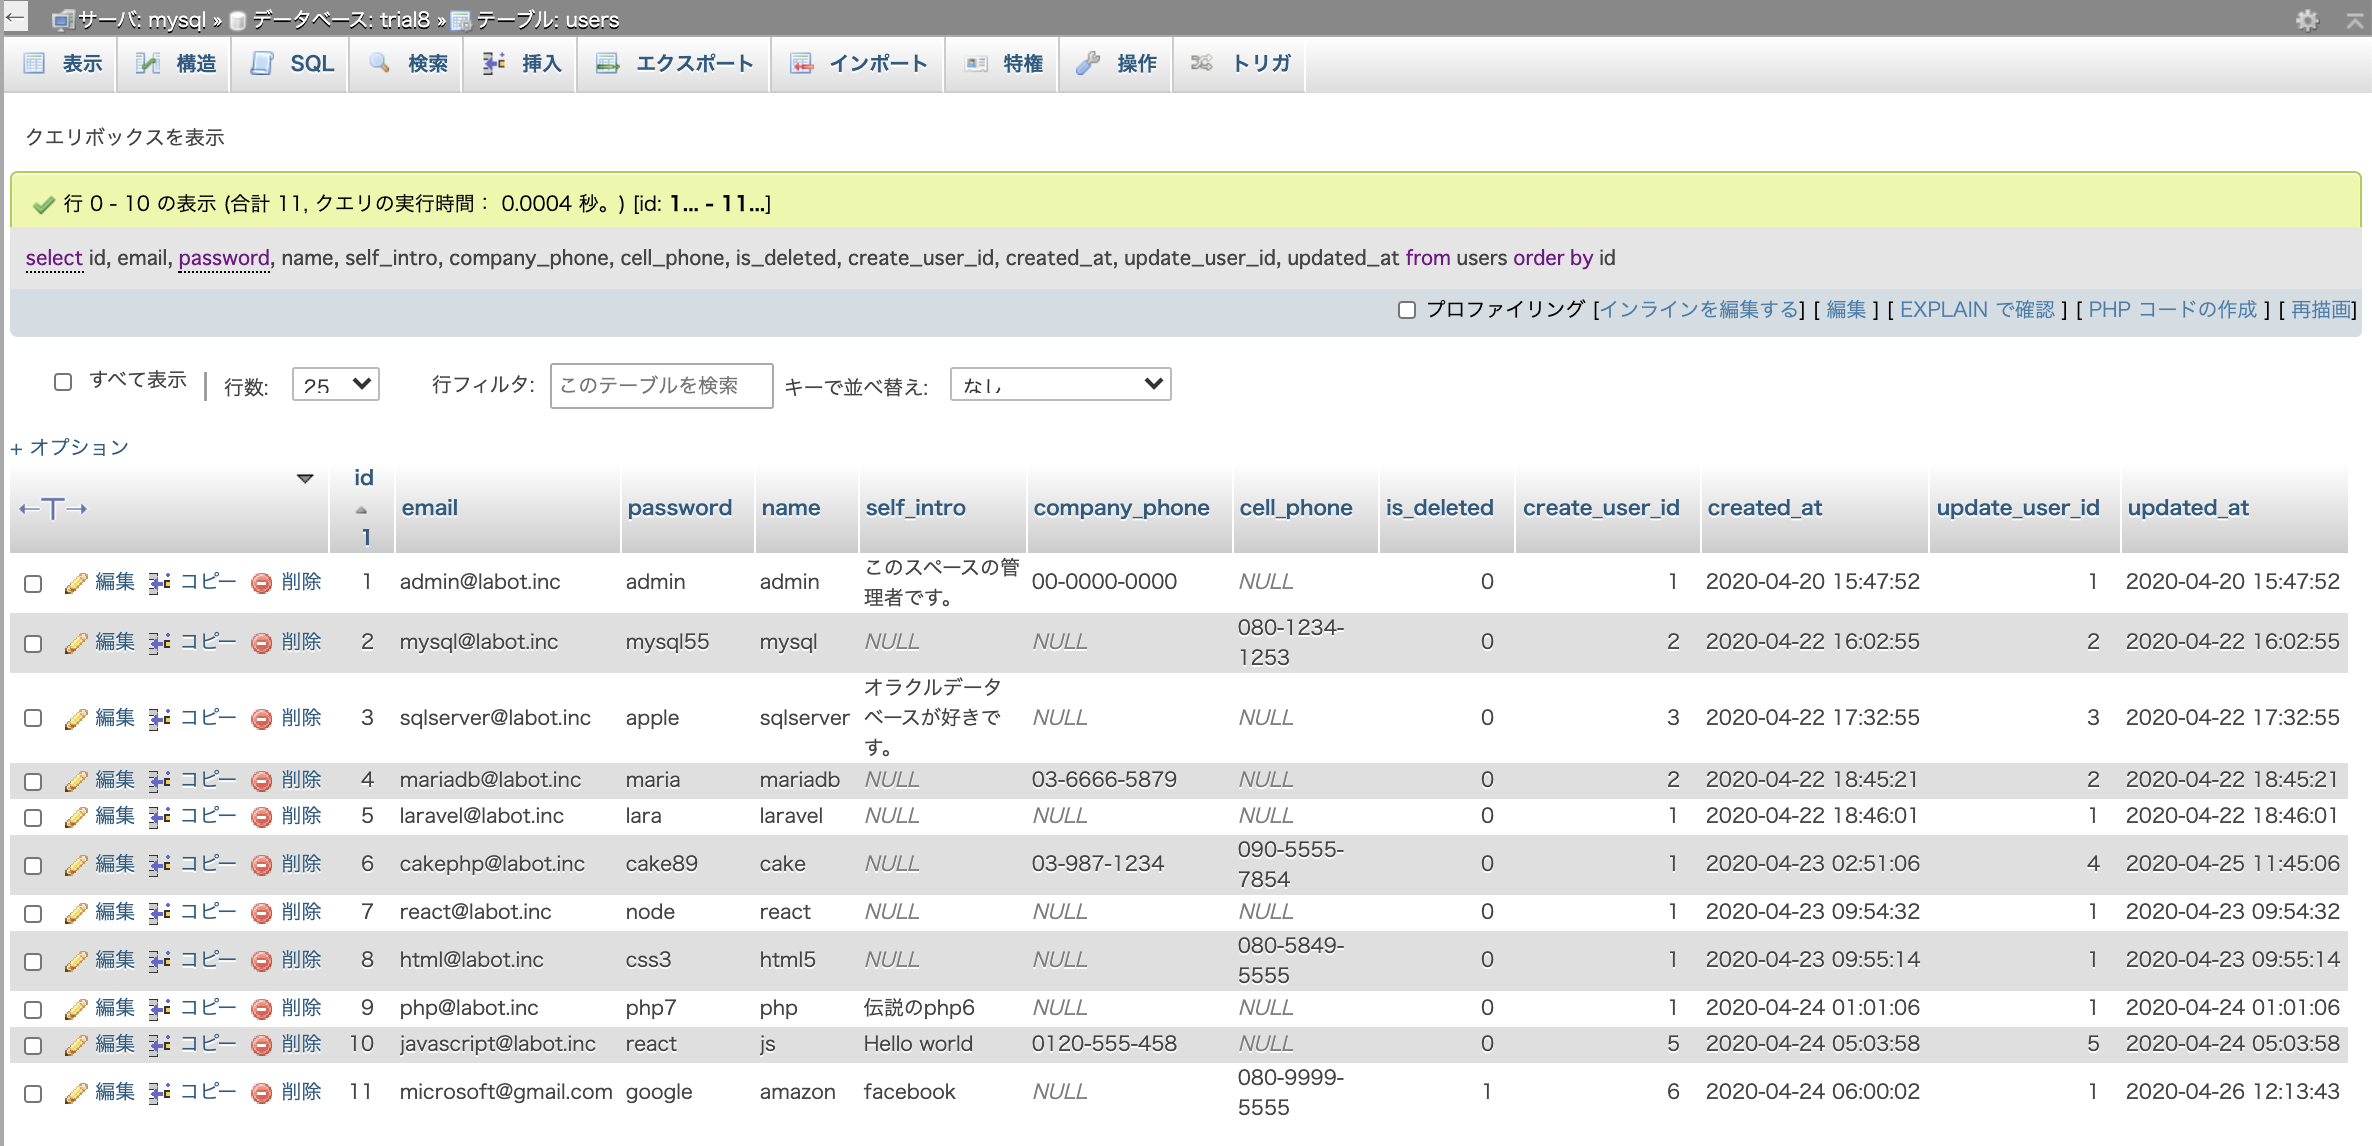 サーバ: mysql » データベース: trial8 » テーブル: users
表示 構造 SQL 検索 挿入 エクスポート インポート 特権 操作 トリガ
クエリボックスを表示
行 0 - 10 の表示 (合計 11, クエリの実行時間： 0.0004 秒。) [id: 1... - 11...]
select id, email, password, name, self_intro, company_phone, cell_phone, is_deleted, create_user_id, created_at, update_user_id, updated_at from users order by id
プロファイリング [インラインを編集する] [ 編集 ] [ EXPLAIN で確認 ] [ PHP コードの作成 ] [ 再描画]
すべて表示 | 行数: 25 行フィルタ: このテーブルを検索 キーで並べ替え: なし
+ オプション
←T→ id 1 email password name self_intro company_phone cell_phone is_deleted create_user_id created_at update_user_id updated_at
編集 コピー 削除 1 admin@labot.inc admin admin このスペースの管理者です。 00-0000-0000 NULL 0 1 2020-04-20 15:47:52 1 2020-04-20 15:47:52
編集 コピー 削除 2 mysql@labot.inc mysql55 mysql NULL NULL 080-1234-1253 0 2 2020-04-22 16:02:55 2 2020-04-22 16:02:55
編集 コピー 削除 3 sqlserver@labot.inc apple sqlserver オラクルデータベースが好きです。 NULL NULL 0 3 2020-04-22 17:32:55 3 2020-04-22 17:32:55
編集 コピー 削除 4 mariadb@labot.inc maria mariadb NULL 03-6666-5879 NULL 0 2 2020-04-22 18:45:21 2 2020-04-22 18:45:21
編集 コピー 削除 5 laravel@labot.inc lara laravel NULL NULL NULL 0 1 2020-04-22 18:46:01 1 2020-04-22 18:46:01
編集 コピー 削除 6 cakephp@labot.inc cake89 cake NULL 03-987-1234 090-5555-7854 0 1 2020-04-23 02:51:06 4 2020-04-25 11:45:06
編集 コピー 削除 7 react@labot.inc node react NULL NULL NULL 0 1 2020-04-23 09:54:32 1 2020-04-23 09:54:32
編集 コピー 削除 8 html@labot.inc css3 html5 NULL NULL 080-5849-5555 0 1 2020-04-23 09:55:14 1 2020-04-23 09:55:14
編集 コピー 削除 9 php@labot.inc php7 php 伝説のphp6 NULL NULL 0 1 2020-04-24 01:01:06 1 2020-04-24 01:01:06
編集 コピー 削除 10 javascript@labot.inc react js Hello world 0120-555-458 NULL 0 5 2020-04-24 05:03:58 5 2020-04-24 05:03:58
編集 コピー 削除 11 microsoft@gmail.com google amazon facebook NULL 080-9999-5555 1 6 2020-04-24 06:00:02 1 2020-04-26 12:13:43